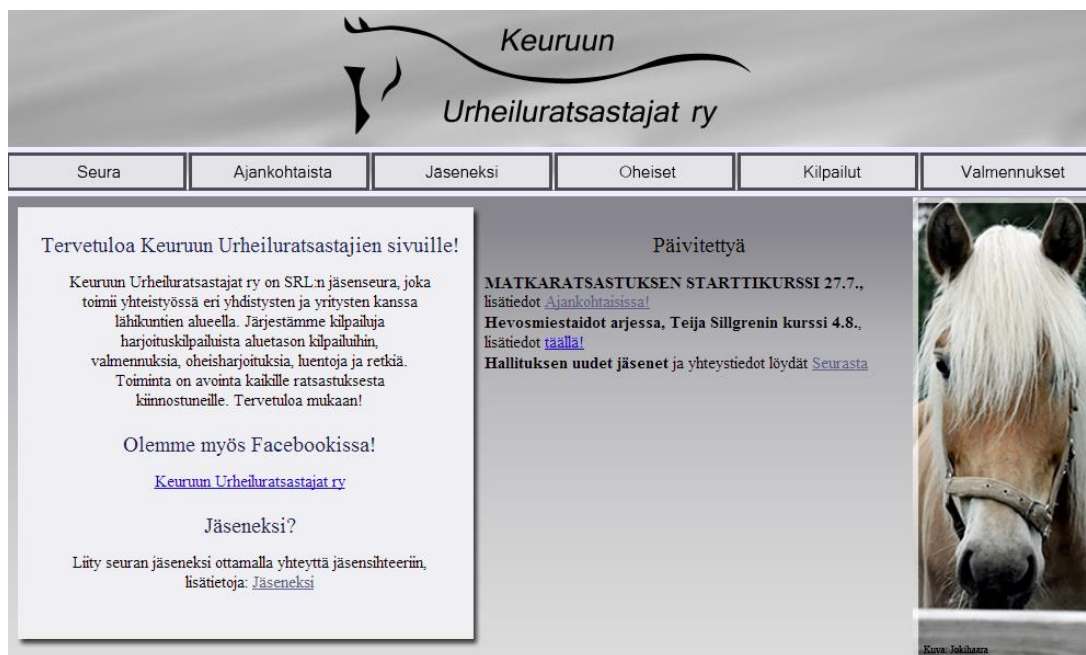 Keuruun
Urheiluratsastajat ry
Seura
Ajankohtaista
Jäseneksi
Oheiset
Kilpailut
Valmennukset
Tervetuloa Keuruun Urheiluratsastajien sivuille!
Keuruun Urheiluratsastajat ry on SRL:n jäsenseura, joka
toimii yhteistyössä eri yhdistysten ja yritysten kanssa
lähikuntien alueella. Järjestämme kilpailuja
harjoituskilpailuista aluetason kilpailuihin,
valmennuksia, oheisharjoituksia, luentoja ja retkiä.
Toiminta on avointa kaikille ratsastuksesta
kiinnostuneille. Tervetuloa mukaan!
Olemme myös Facebookissa!
Keuruun Urheiluratsastajat ry
Jäseneksi?
Liity seuran jäseneksi ottamalla yhteyttä jäsensihteeriin,
lisätietoja: Jäseneksi
Päivitettyä
MATKARATSASTUKSEN STARTTIKURSSI 27.7.,
lisätiedot Ajankohtaisissa!
Hevosmiestaidot arjessa, Teija Sillgrenin kurssi 4.8.,
lisätiedot täällä!
Hallituksen uudet jäsenet ja yhteystiedot löydät Seurasta
Kuva: Jokihaara